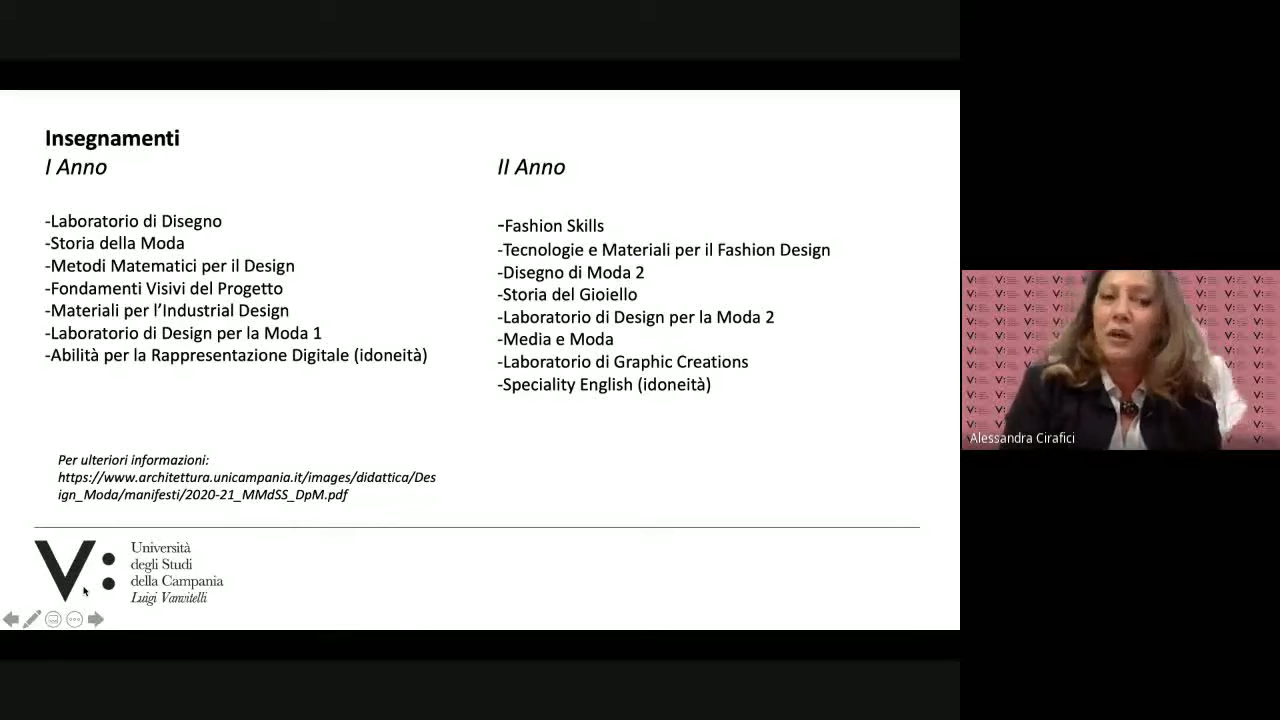 Insegnamenti
I Anno
-Laboratorio di Disegno
-Storia della Moda
-Metodi Matematici per il Design
-Fondamenti Visivi del Progetto
-Materiali per l’Industrial Design
-Laboratorio di Design per la Moda 1
-Abilità per la Rappresentazione Digitale (idoneità)
II Anno
-Fashion Skills
-Tecnologie e Materiali per il Fashion Design
-Disegno di Moda 2
-Storia del Gioiello
-Laboratorio di Design per la Moda 2
-Media e Moda
-Laboratorio di Graphic Creations
-Speciality English (idoneità)
Per ulteriori informazioni:
https://www.architettura.unicampania.it/images/didattica/Des
ign_Moda/manifesti/2020-21_MMdSS_DpM.pdf
V:
Università
degli Studi
della Campania
Luigi Vanvitelli
Alessandra Cirafici